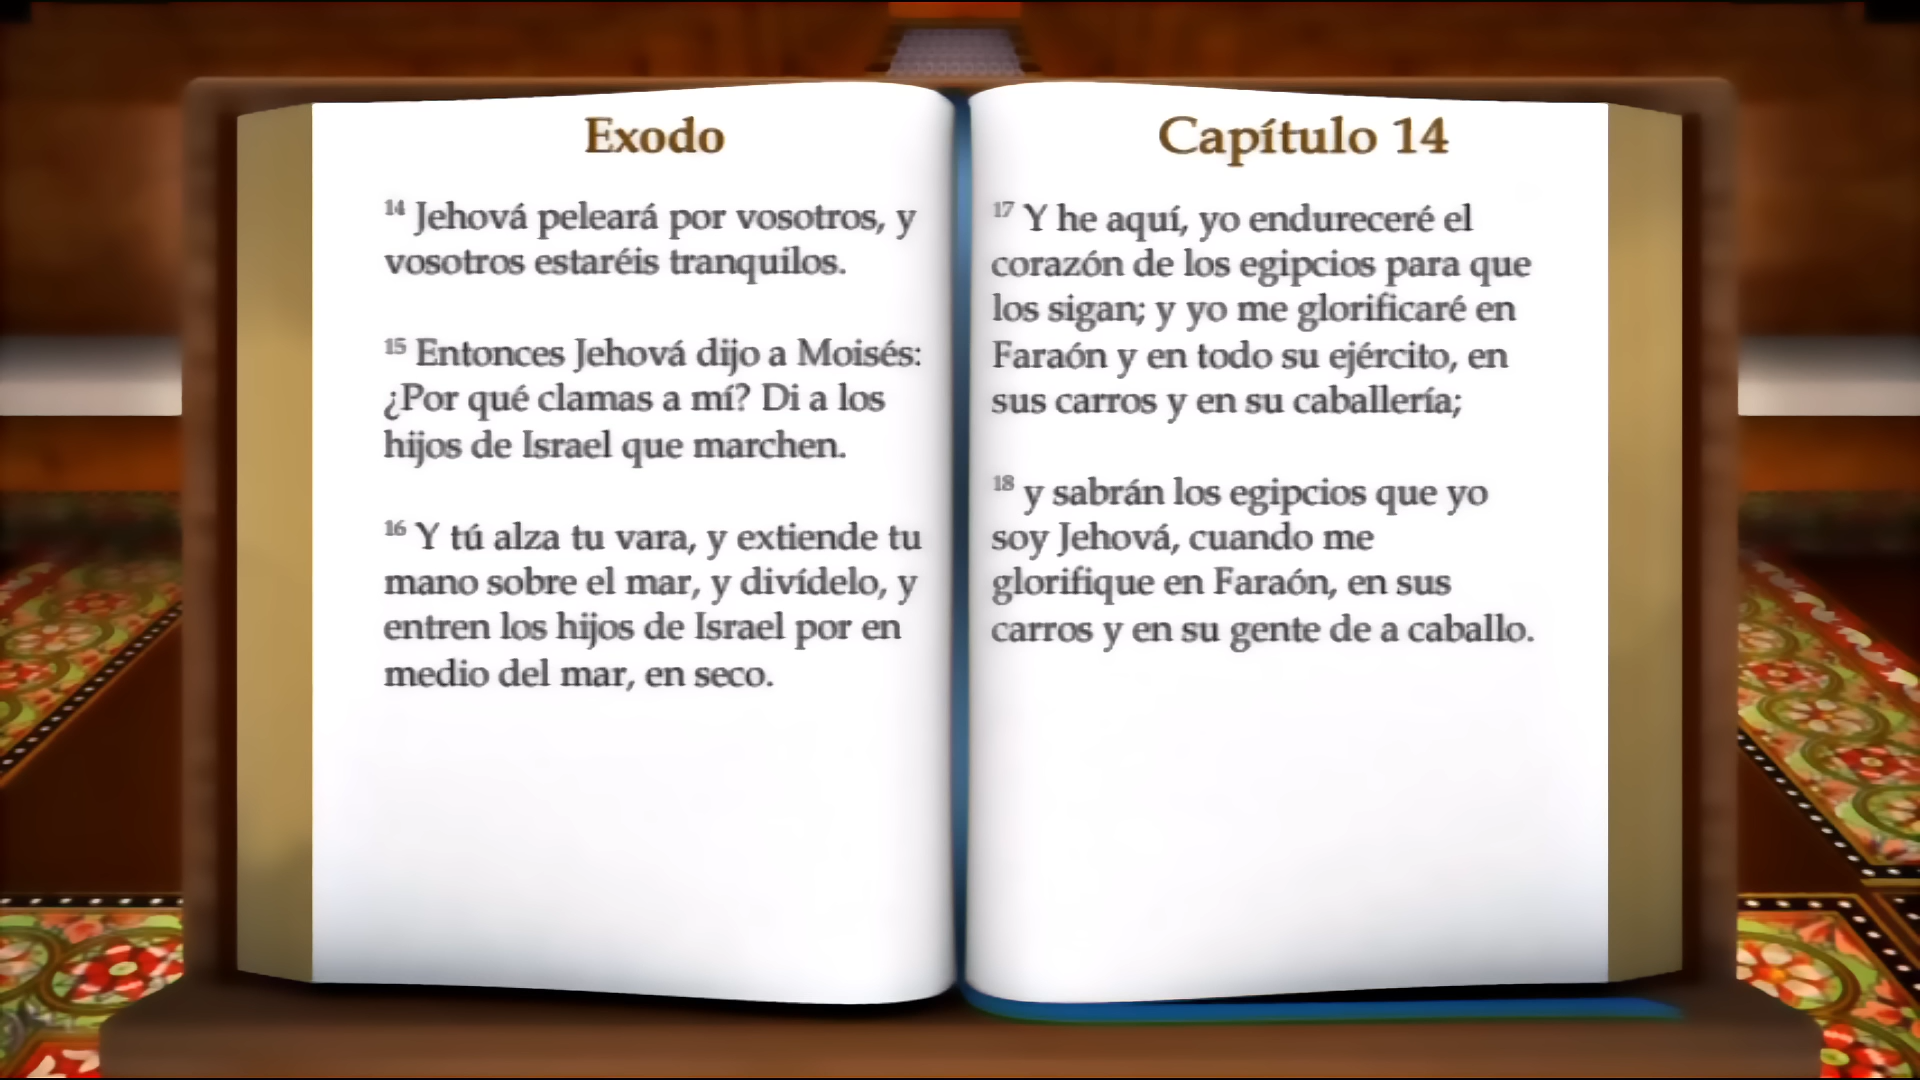 Exodo
14 Jehová peleará por vosotros, y
vosotros estaréis tranquilos.
15 Entonces Jehová dijo a Moisés:
¿Por qué clamas a mí? Di a los
hijos de Israel que marchen.
16 Y tú alza tu vara, y extiende tu
mano sobre el mar, y divídelo, y
entren los hijos de Israel por en
medio del mar, en seco.
Capítulo 14
17 Y he aquí, yo endureceré el
corazón de los egipcios para que
los sigan; y yo me glorificaré en
Faraón y en todo su ejército, en
sus carros y en su caballería;
18 y sabrán los egipcios que yo
soy Jehová, cuando me
glorifique en Faraón, en sus
carros y en su gente de a caballo.